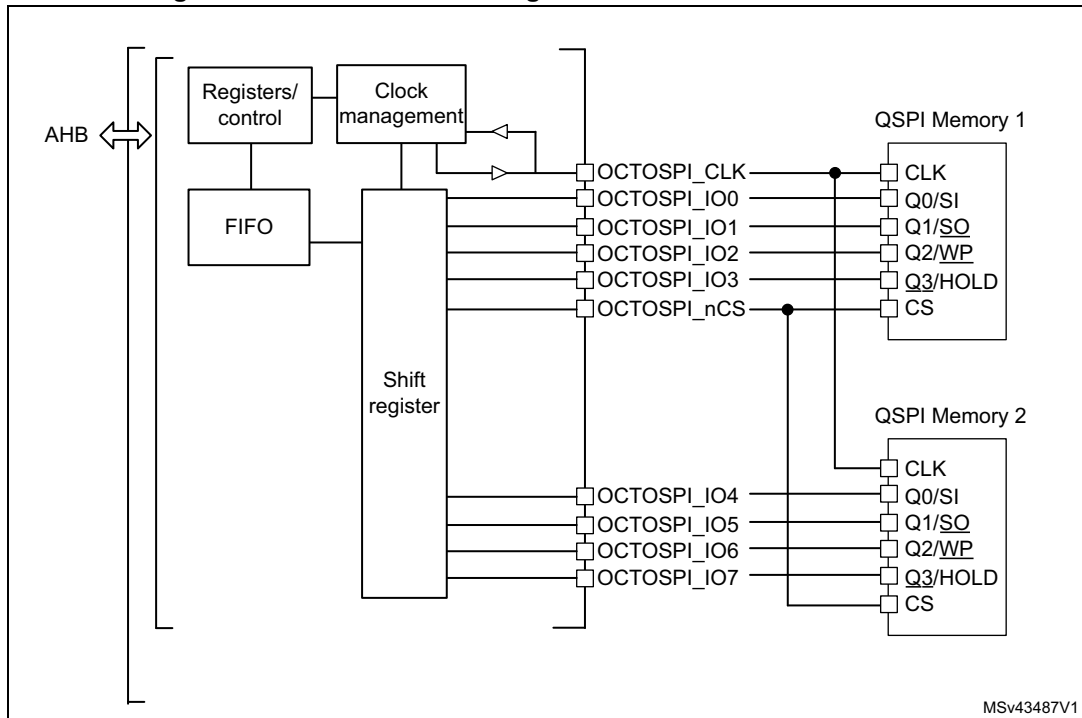 Registers/
control
Clock
management
AHB
FIFO
Shift
register
OCTOSPI_CLK
OCTOSPI_IO0
OCTOSPI_IO1
OCTOSPI_IO2
OCTOSPI_IO3
OCTOSPI_nCS
OCTOSPI_IO4
OCTOSPI_IO5
OCTOSPI_IO6
OCTOSPI_IO7
QSPI Memory 1
CLK
Q0/SI
Q1/SO
Q2/WP
Q3/HOLD
CS
QSPI Memory 2
CLK
Q0/SI
Q1/SO
Q2/WP
Q3/HOLD
CS
MSv43487V1